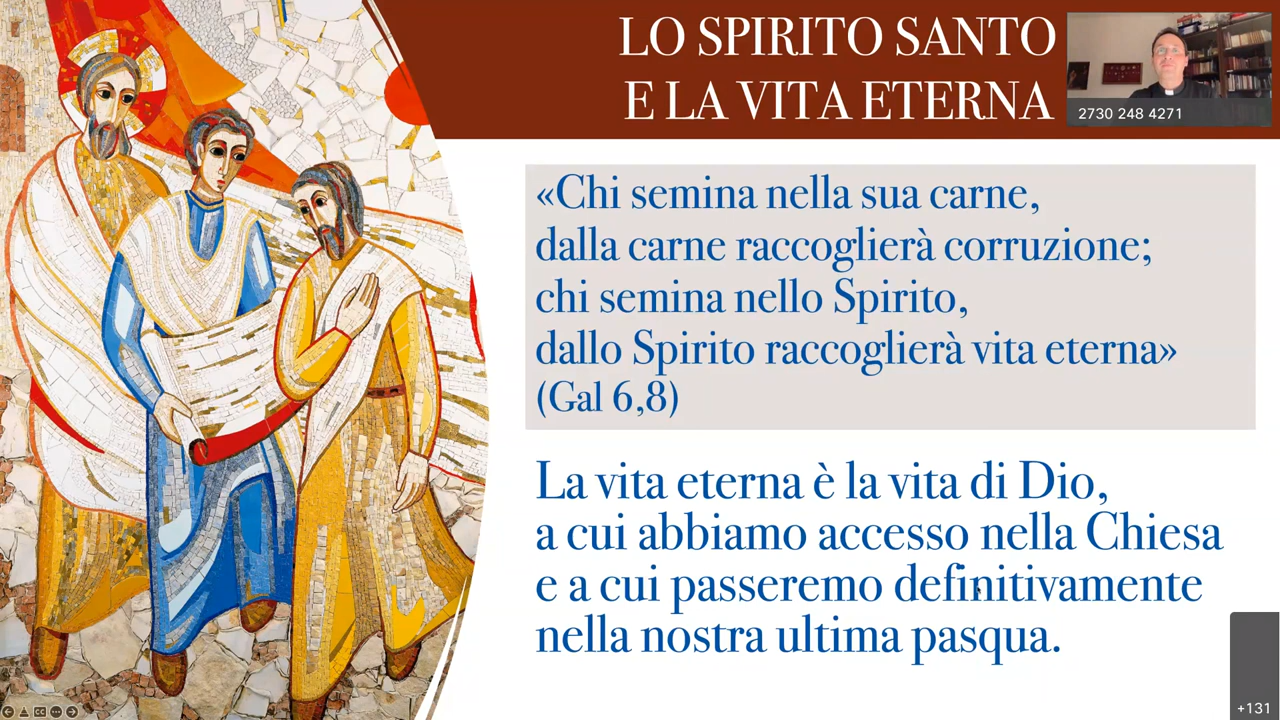 LO SPIRITO SANTO
E LA VITA ETERNA
2730 248 4271
«Chi semina nella sua carne,
dalla carne raccoglierà corruzione;
chi semina nello Spirito,
dallo Spirito raccoglierà vita eterna»
(Gal 6,8)
La vita eterna è la vita di Dio,
a cui abbiamo accesso nella Chiesa
e a cui passeremo definitivamente
nella nostra ultima pasqua.
+131